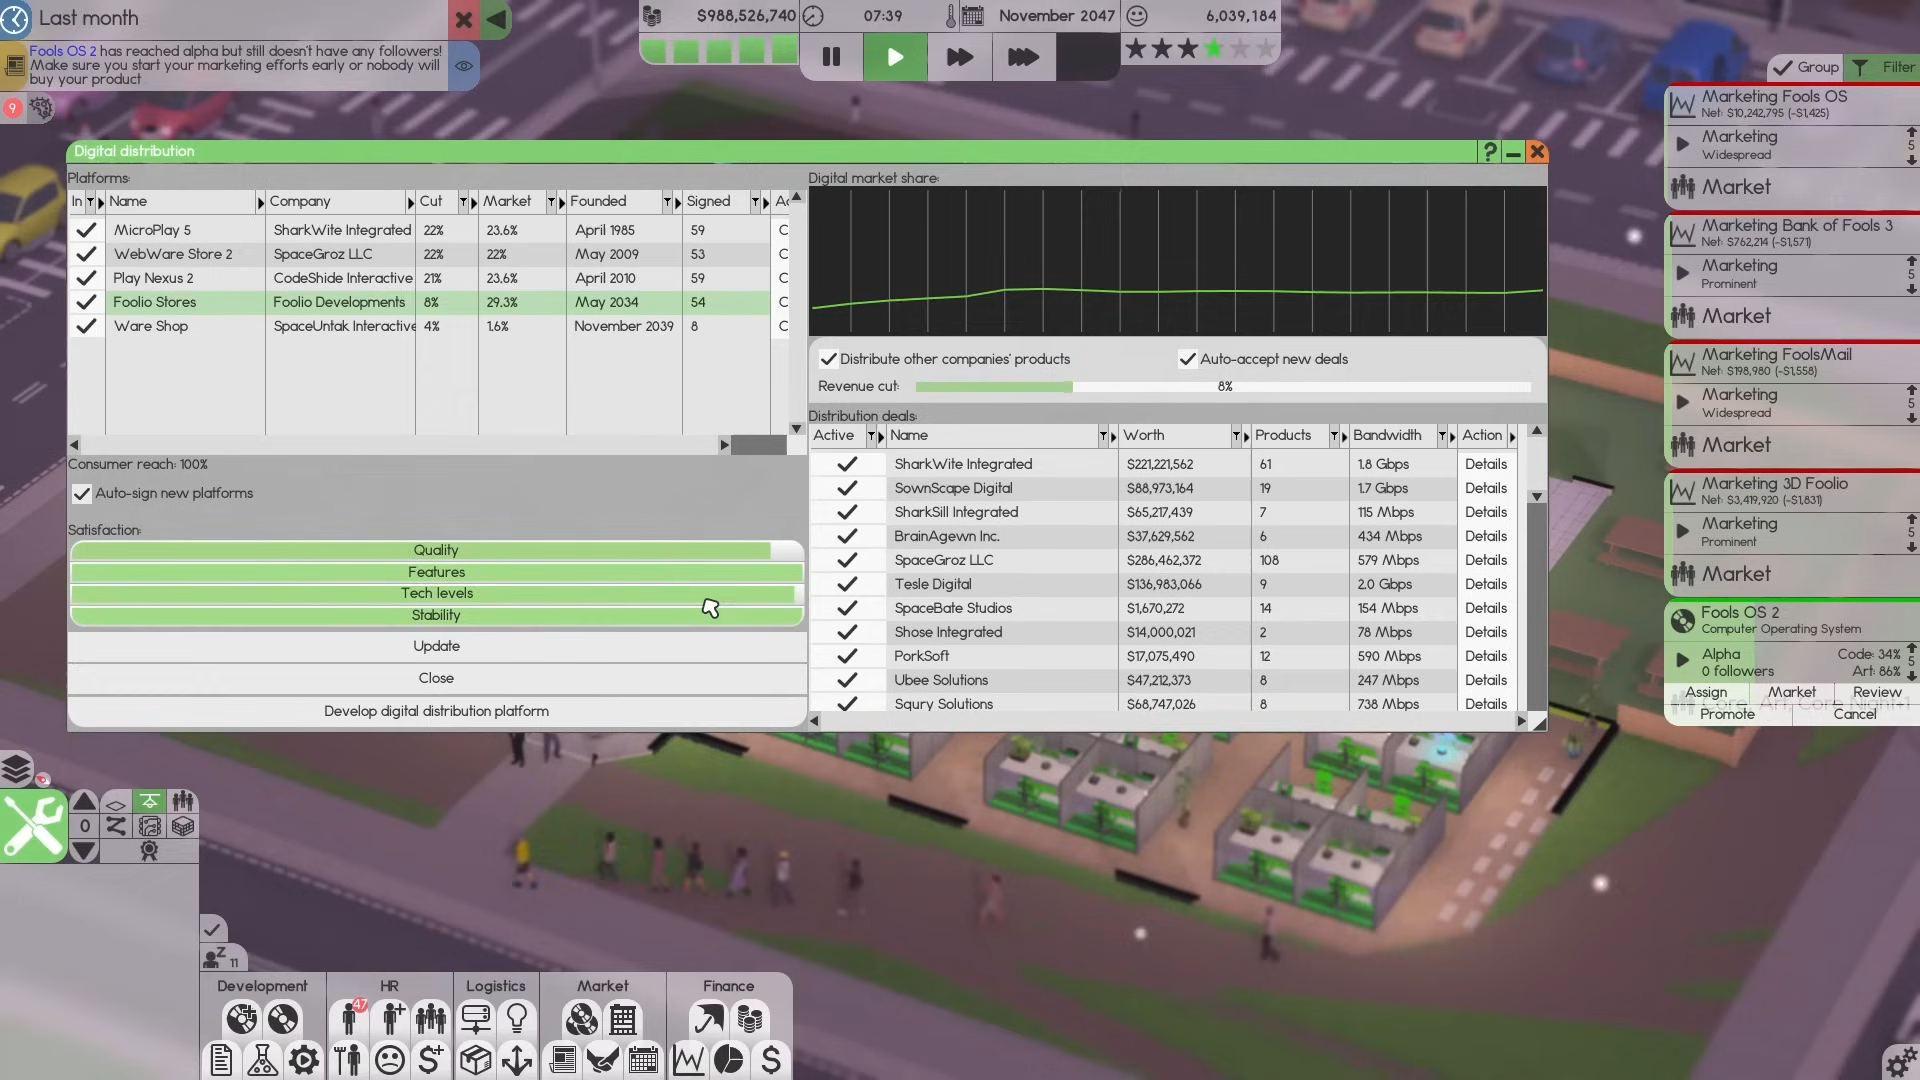 Last month
Fools OS 2 has reached alpha but still doesn't have any followers!
Make sure you start your marketing efforts early or nobody will
buy your product
9
$988,526,740
07:39
November 2047
6,039,184
Group
Filter
Digital distribution
?
Platforms:
In Name Company Cut Market Founded Signed
MicroPlay 5 SharkWite Integrated 22% 23.6% April 1985 59 C
WebWare Store 2 SpaceGroz LLC 22% 22% May 2009 53 C
Play Nexus 2 CodeShide Interactive 21% 23.6% April 2010 59 C
Foolio Stores Foolio Developments 8% 29.3% May 2034 54 C
Ware Shop SpaceUntak Interactive 4% 1.6% November 2039 8 C
Consumer reach: 100%
Auto-sign new platforms
Satisfaction:
Quality
Features
Tech levels
Stability
Update
Close
Develop digital distribution platform
Digital market share:
Distribute other companies' products
Auto-accept new deals
Revenue cut: 8%
Distribution deals:
Active Name Worth Products Bandwidth Action
SharkWite Integrated $221,221,562 61 1.8 Gbps Details
SownScape Digital $88,973,164 19 1.7 Gbps Details
SharkSill Integrated $65,217,439 7 115 Mbps Details
BrainAgewn Inc. $37,629,562 6 434 Mbps Details
SpaceGroz LLC $286,462,372 108 579 Mbps Details
Tesle Digital $136,983,066 9 2.0 Gbps Details
SpaceBate Studios $1,670,272 14 154 Mbps Details
Shose Integrated $14,000,021 2 78 Mbps Details
PorkSoft $17,075,490 12 590 Mbps Details
Ubee Solutions $47,212,373 8 247 Mbps Details
Squry Solutions $68,747,026 8 738 Mbps Details
Marketing Fools OS
Net: $10,242,795 (-$1,425)
Marketing
Widespread
5
Market
Marketing Bank of Fools 3
Net: $762,214 (-$1,571)
Marketing
Prominent
5
Market
Marketing FoolsMail
Net: $198,980 (-$1,558)
Marketing
Widespread
5
Market
Marketing 3D Foolio
Net: $3,419,920 (-$1,831)
Marketing
Prominent
5
Market
Fools OS 2
Computer Operating System
Alpha Code: 34%
0 followers Art: 86%
5
Assign Market Review
Core, Art, Core Night+1
Promote Cancel
0
z 11
Development HR Logistics Market Finance
47